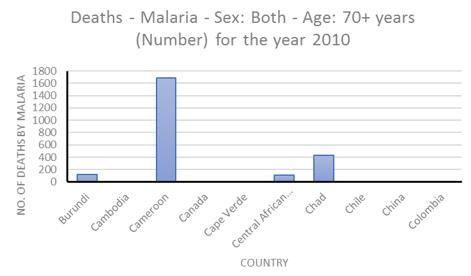 Deaths - Malaria - Sex: Both - Age: 70+ years
(Number) for the year 2010
NO. OF DEATHS BY MALARIA
1800
1600
1400
1200
1000
800
600
400
200
0
Burundi
Cambodia
Cameroon
Canada
Cape Verde
Central African...
Chad
Chile
China
Colombia
COUNTRY